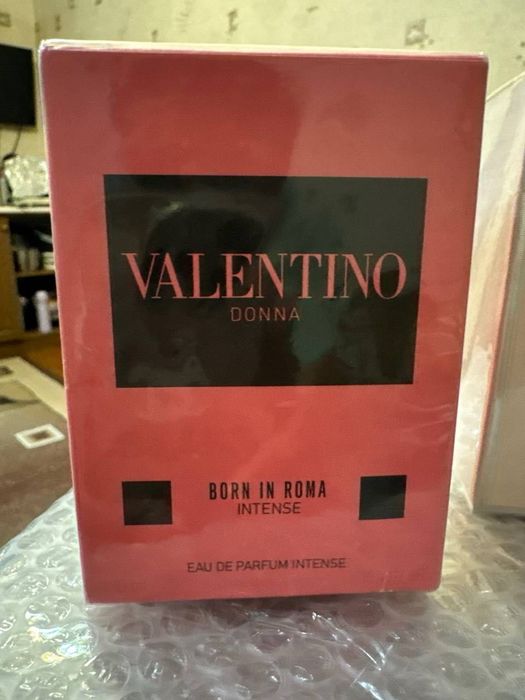 VALENTINO
DONNA
BORN IN ROMA
INTENSE
EAU DE PARFUM INTENSE